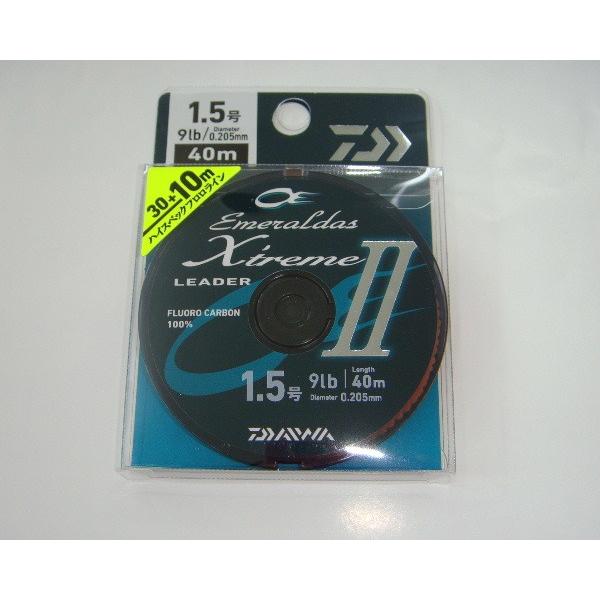 1.5号
9lb/Diameter 0.205mm
40m
30+10m
ハイスペックフロロライン
Emeraldas
X'treme II
LEADER
FLUORO CARBON
100%
1.5号 9lb Length 40m
Diameter 0.205mm
DAIWA